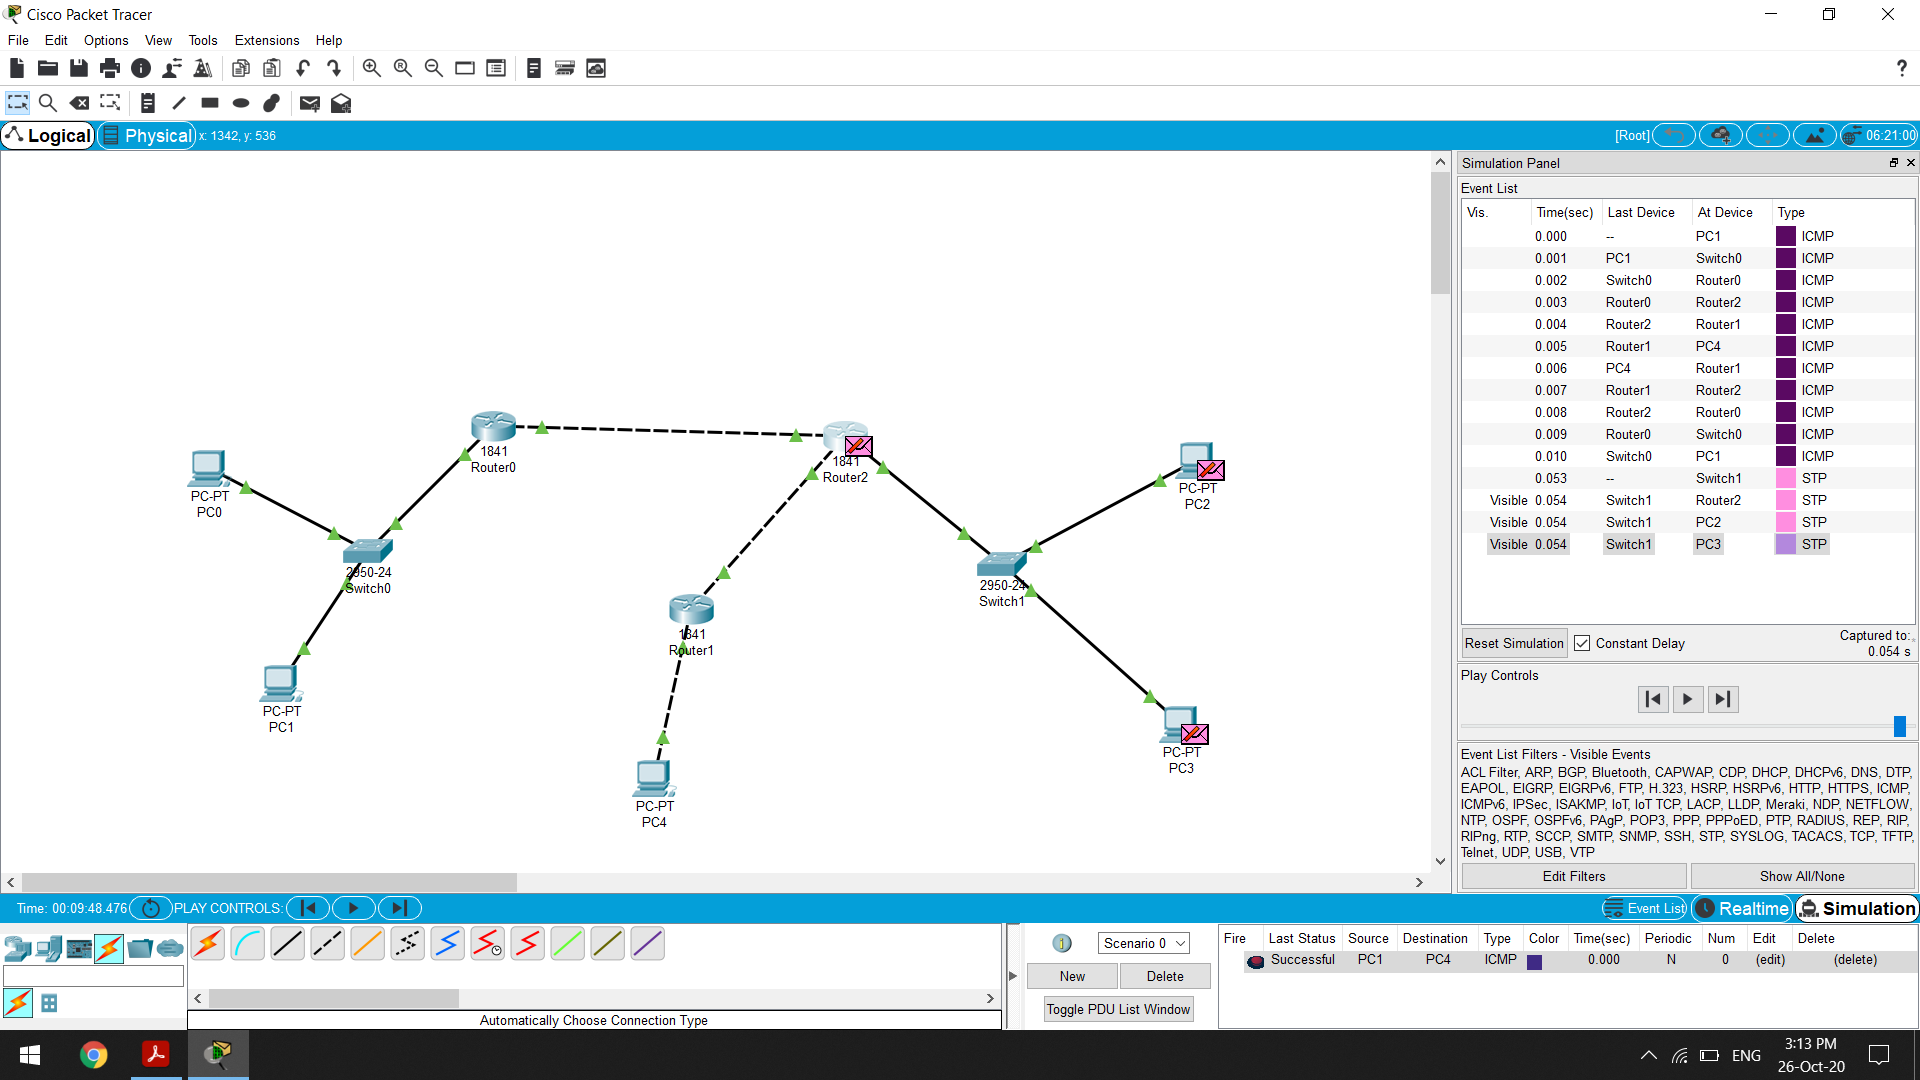 Cisco Packet Tracer
File Edit Options View Tools Extensions Help
?
Logical Physical x: 1342, y: 536
[Root] 06:21:00
1841
Router0
1841
Router2
PC-PT
PC0
PC-PT
PC2
2950-24
Switch0
2950-24
Switch1
1841
Router1
PC-PT
PC1
PC-PT
PC3
PC-PT
PC4
Simulation Panel
Event List
Vis. Time(sec) Last Device At Device Type
0.000 -- PC1 ICMP
0.001 PC1 Switch0 ICMP
0.002 Switch0 Router0 ICMP
0.003 Router0 Router2 ICMP
0.004 Router2 Router1 ICMP
0.005 Router1 PC4 ICMP
0.006 PC4 Router1 ICMP
0.007 Router1 Router2 ICMP
0.008 Router2 Router0 ICMP
0.009 Router0 Switch0 ICMP
0.010 Switch0 PC1 ICMP
0.053 -- Switch1 STP
Visible 0.054 Switch1 Router2 STP
Visible 0.054 Switch1 PC2 STP
Visible 0.054 Switch1 PC3 STP
Reset Simulation Constant Delay Captured to:
0.054 s
Play Controls
Event List Filters - Visible Events
ACL Filter, ARP, BGP, Bluetooth, CAPWAP, CDP, DHCP, DHCPv6, DNS, DTP,
EAPOL, EIGRP, EIGRPv6, FTP, H.323, HSRP, HSRPv6, HTTP, HTTPS, ICMP,
ICMPv6, IPSec, ISAKMP, IoT, IoT TCP, LACP, LLDP, Meraki, NDP, NETFLOW,
NTP, OSPF, OSPFv6, PAgP, POP3, PPP, PPPoED, PTP, RADIUS, REP, RIP,
RIPng, RTP, SCCP, SMTP, SNMP, SSH, STP, SYSLOG, TACACS, TCP, TFTP,
Telnet, UDP, USB, VTP
Edit Filters Show All/None
Time: 00:09:48.476 PLAY CONTROLS: Event List Realtime Simulation
Automatically Choose Connection Type
Scenario 0
New Delete
Toggle PDU List Window
Fire Last Status Source Destination Type Color Time(sec) Periodic Num Edit Delete
Successful PC1 PC4 ICMP 0.000 N 0 (edit) (delete)
ENG
3:13 PM
26-Oct-20